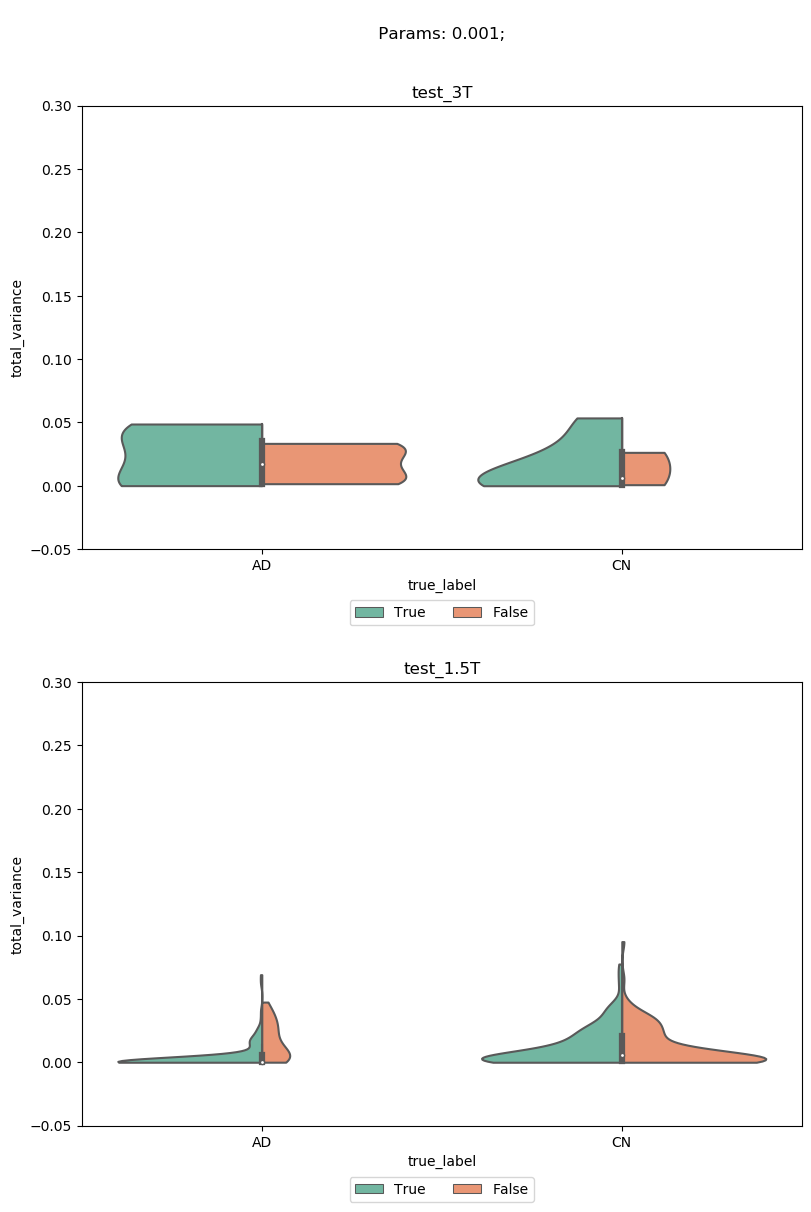 Params: 0.001;
test_3T
0.30
0.25
0.20
0.15
0.10
0.05
0.00
−0.05
total_variance
AD CN
true_label
True False
test_1.5T
0.30
0.25
0.20
0.15
0.10
0.05
0.00
−0.05
total_variance
AD CN
true_label
True False